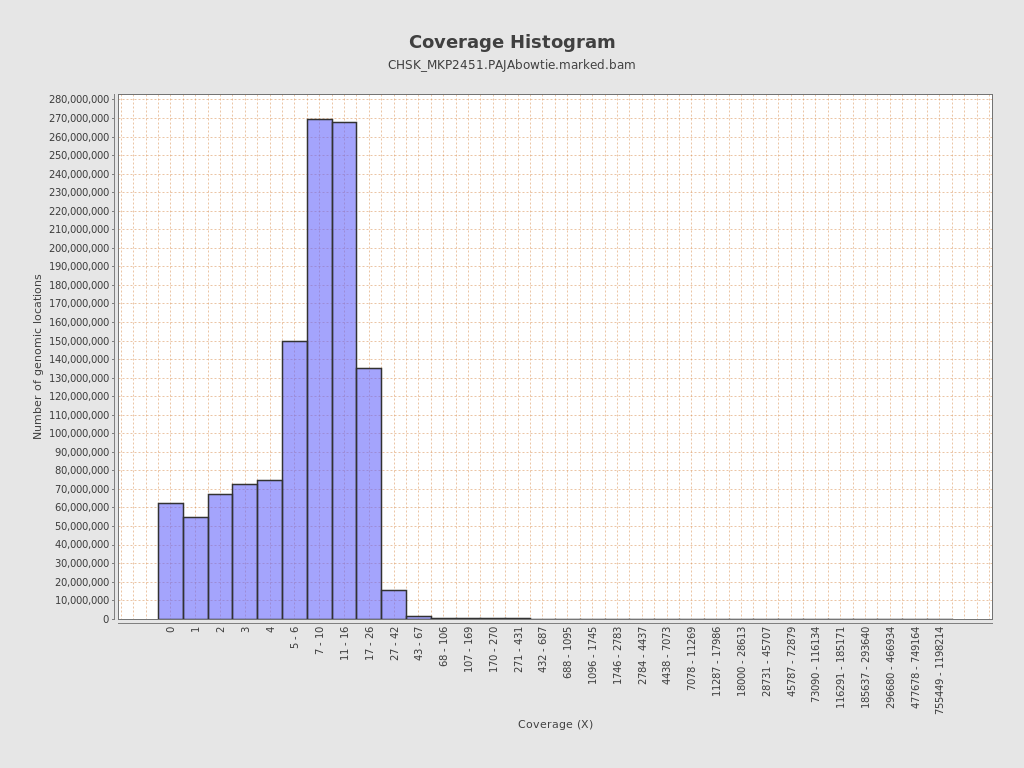 Coverage Histogram
CHSK_MKP2451.PAJAbowtie.marked.bam
280,000,000
270,000,000
260,000,000
250,000,000
240,000,000
230,000,000
220,000,000
210,000,000
200,000,000
190,000,000
180,000,000
170,000,000
160,000,000
150,000,000
140,000,000
130,000,000
120,000,000
110,000,000
100,000,000
90,000,000
80,000,000
70,000,000
60,000,000
50,000,000
40,000,000
30,000,000
20,000,000
10,000,000
0
Number of genomic locations
0
1
2
3
4
5 - 6
7 - 10
11 - 16
17 - 26
27 - 42
43 - 67
68 - 106
107 - 169
170 - 270
271 - 431
432 - 687
688 - 1095
1096 - 1745
1746 - 2783
2784 - 4437
4438 - 7073
7078 - 11269
11287 - 17986
18000 - 28613
28731 - 45707
45787 - 72879
73090 - 116134
116291 - 185171
185637 - 293640
296680 - 466934
477678 - 749164
755449 - 1198214
Coverage (X)